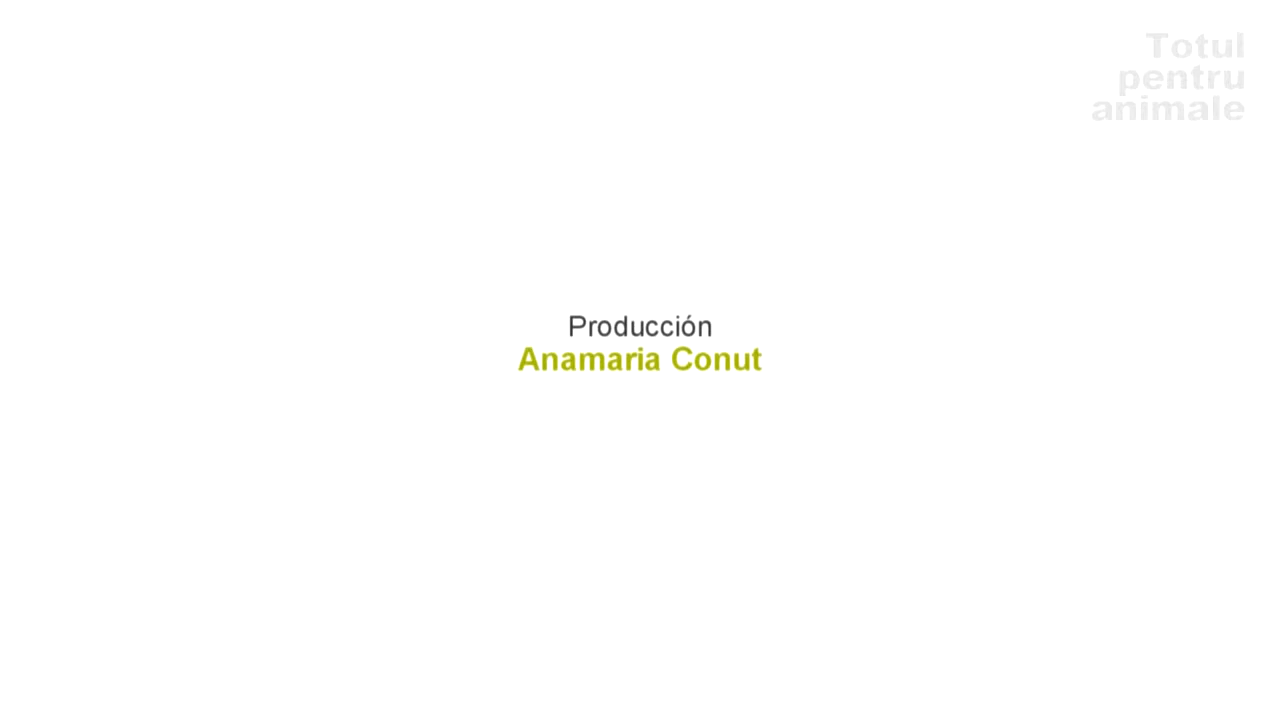 Totul
pentru
animale
Producción
Anamaria Conut